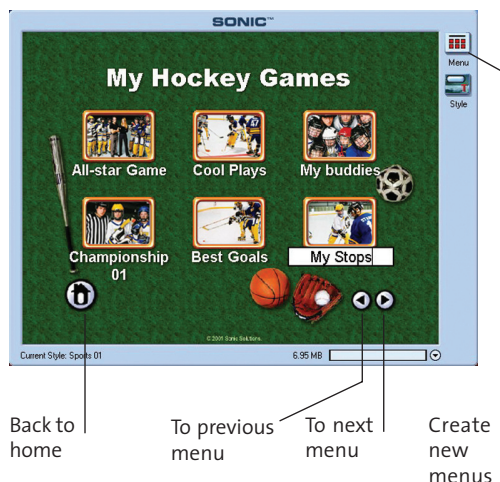 SONIC™
Menu
Style
My Hockey Games
All-star Game
Cool Plays
My buddies
Championship
01
Best Goals
My Stops
© 2001 Sonic Solutions.
Current Style: Sports 01
6.95 MB
Back to
home
To previous
menu
To next
menu
Create
new
menus